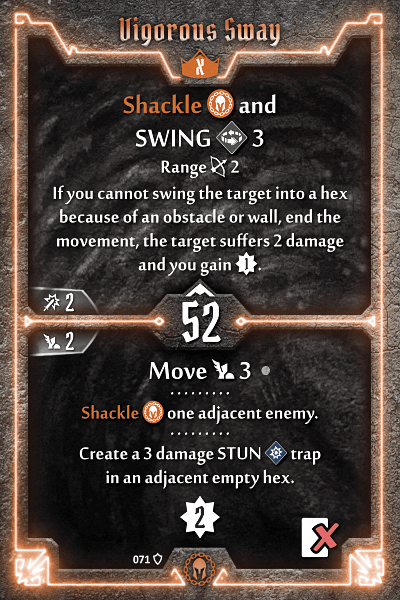 Vigorous Sway
X
Shackle and
SWING 3
Range 2
If you cannot swing the target into a hex
because of an obstacle or wall, end the
movement, the target suffers 2 damage
and you gain 1.
2
52
2
Move 3
Shackle one adjacent enemy.
Create a 3 damage STUN trap
in an adjacent empty hex.
2
071